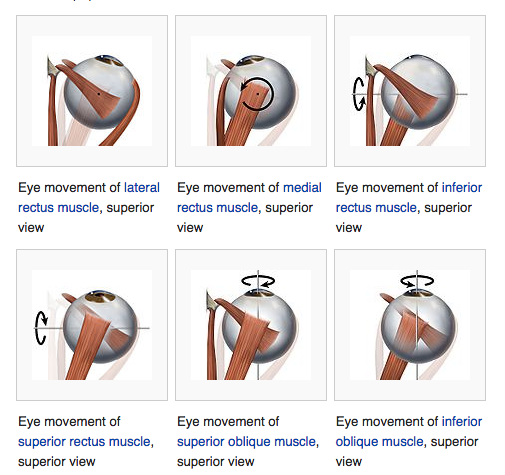 Eye movement of lateral
rectus muscle, superior
view
Eye movement of medial
rectus muscle, superior
view
Eye movement of inferior
rectus muscle, superior
view
Eye movement of
superior rectus muscle,
superior view
Eye movement of
superior oblique muscle,
superior view
Eye movement of inferior
oblique muscle, superior
view